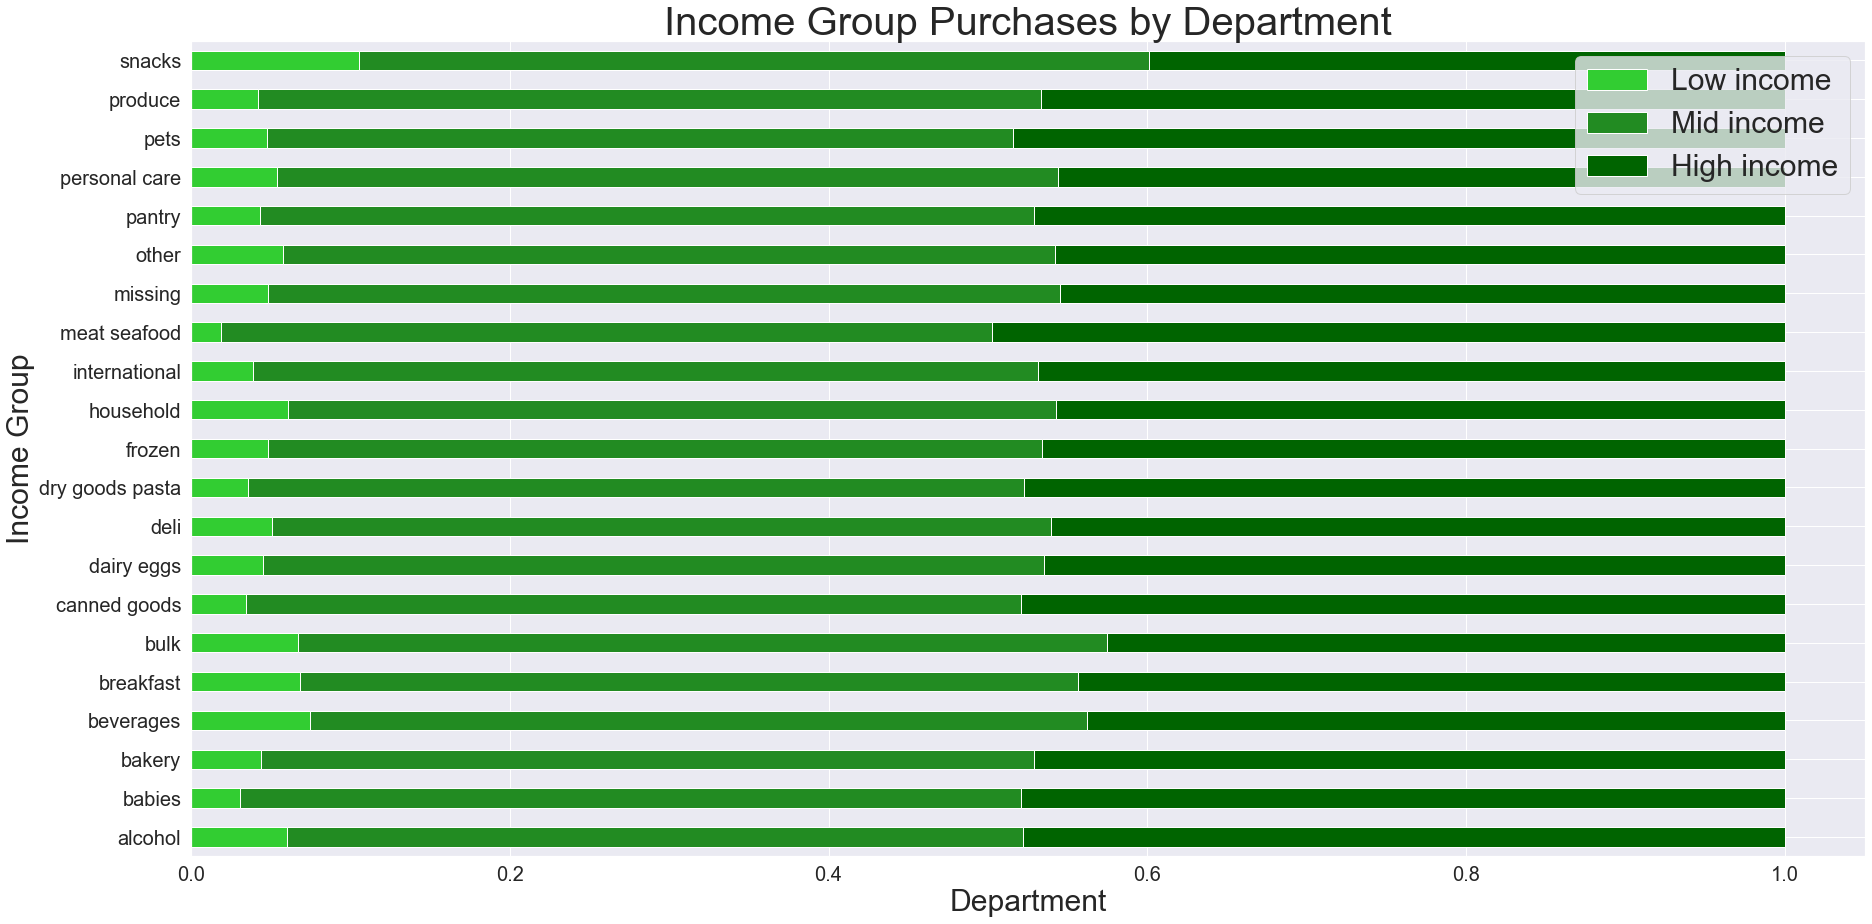 Income Group Purchases by Department
Low income
Mid income
High income
Income Group
snacks
produce
pets
personal care
pantry
other
missing
meat seafood
international
household
frozen
dry goods pasta
deli
dairy eggs
canned goods
bulk
breakfast
beverages
bakery
babies
alcohol
0.0 0.2 0.4 0.6 0.8 1.0
Department